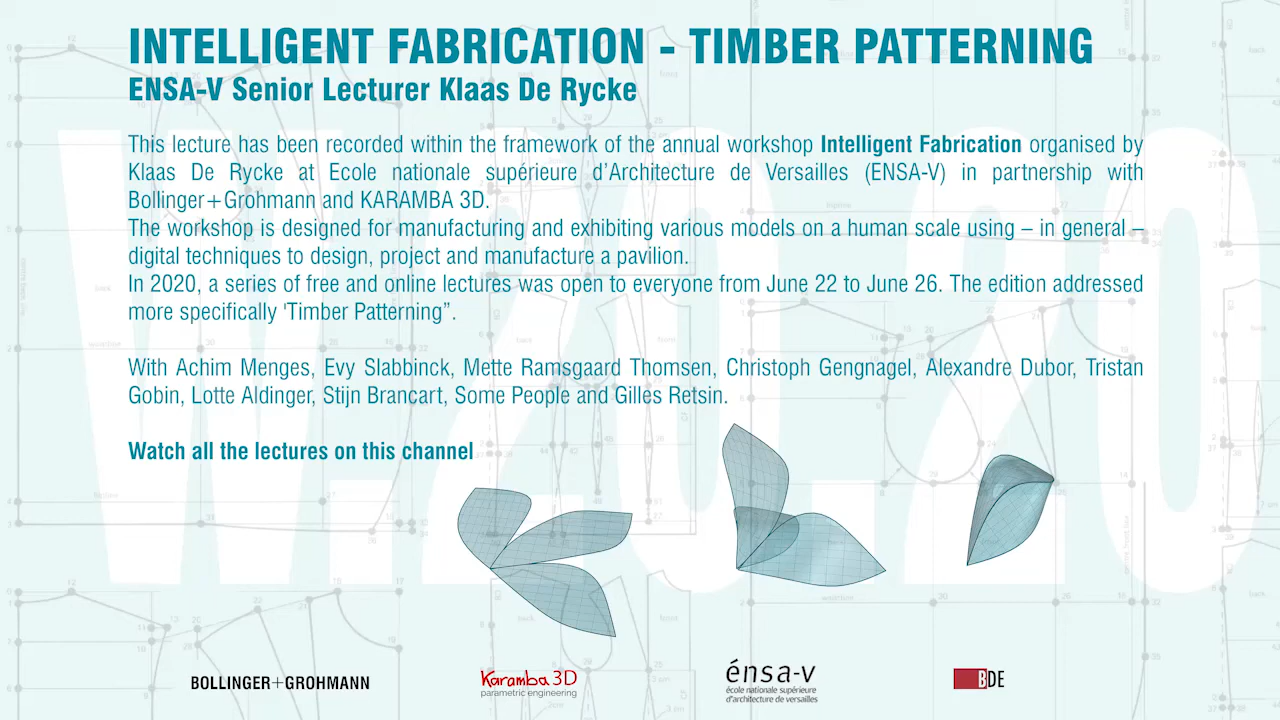 INTELLIGENT FABRICATION - TIMBER PATTERNING
ENSA-V Senior Lecturer Klaas De Rycke
This lecture has been recorded within the framework of the annual workshop Intelligent Fabrication organised by
Klaas De Rycke at Ecole nationale supérieure d’Architecture de Versailles (ENSA-V) in partnership with
Bollinger+Grohmann and KARAMBA 3D.
The workshop is designed for manufacturing and exhibiting various models on a human scale using – in general –
digital techniques to design, project and manufacture a pavilion.
In 2020, a series of free and online lectures was open to everyone from June 22 to June 26. The edition addressed
more specifically 'Timber Patterning”.
With Achim Menges, Evy Slabbinck, Mette Ramsgaard Thomsen, Christoph Gengnagel, Alexandre Dubor, Tristan
Gobin, Lotte Aldinger, Stijn Brancart, Some People and Gilles Retsin.
Watch all the lectures on this channel
W.20.20
BOLLINGER+GROHMANN
Karamba 3D
parametric engineering
énsa-v
école nationale supérieure
d'architecture de versailles
BDE